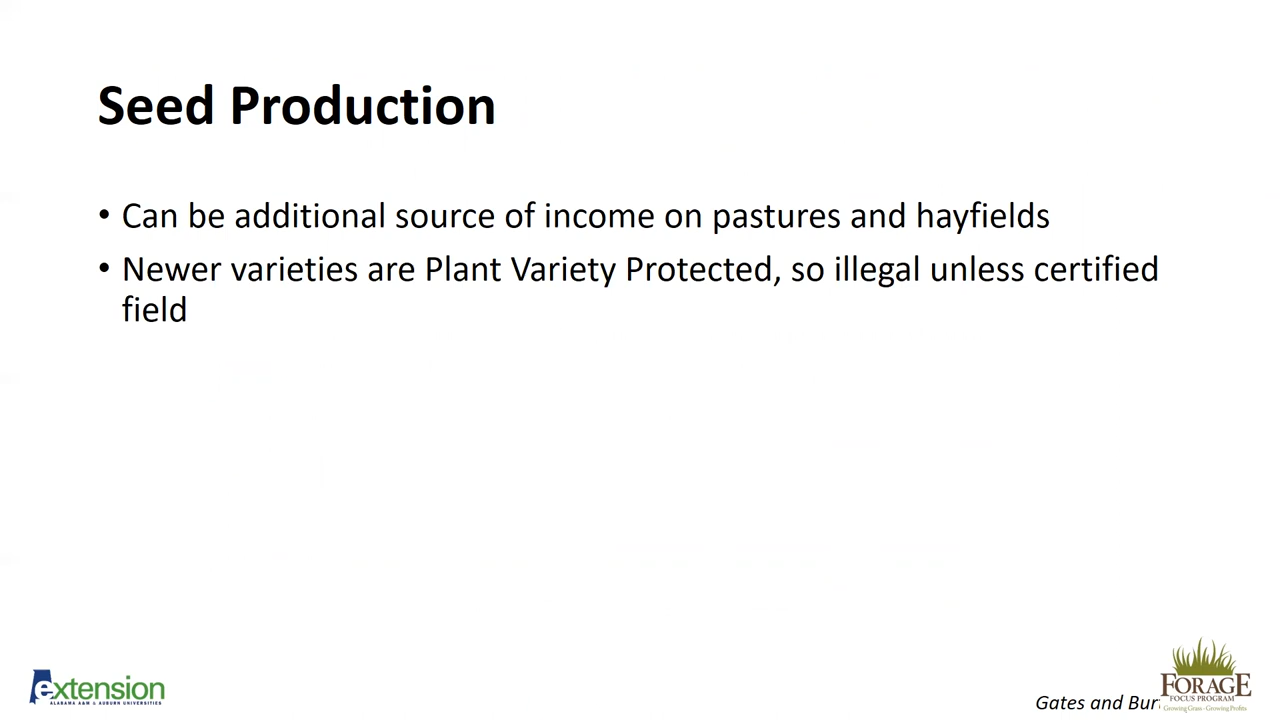 Seed Production
• Can be additional source of income on pastures and hayfields
• Newer varieties are Plant Variety Protected, so illegal unless certified
field
extension
ALABAMA A&M & AUBURN UNIVERSITIES
Gates and
FORAGE
FOCUS PROGRAM
Growing Grass - Growing Profits